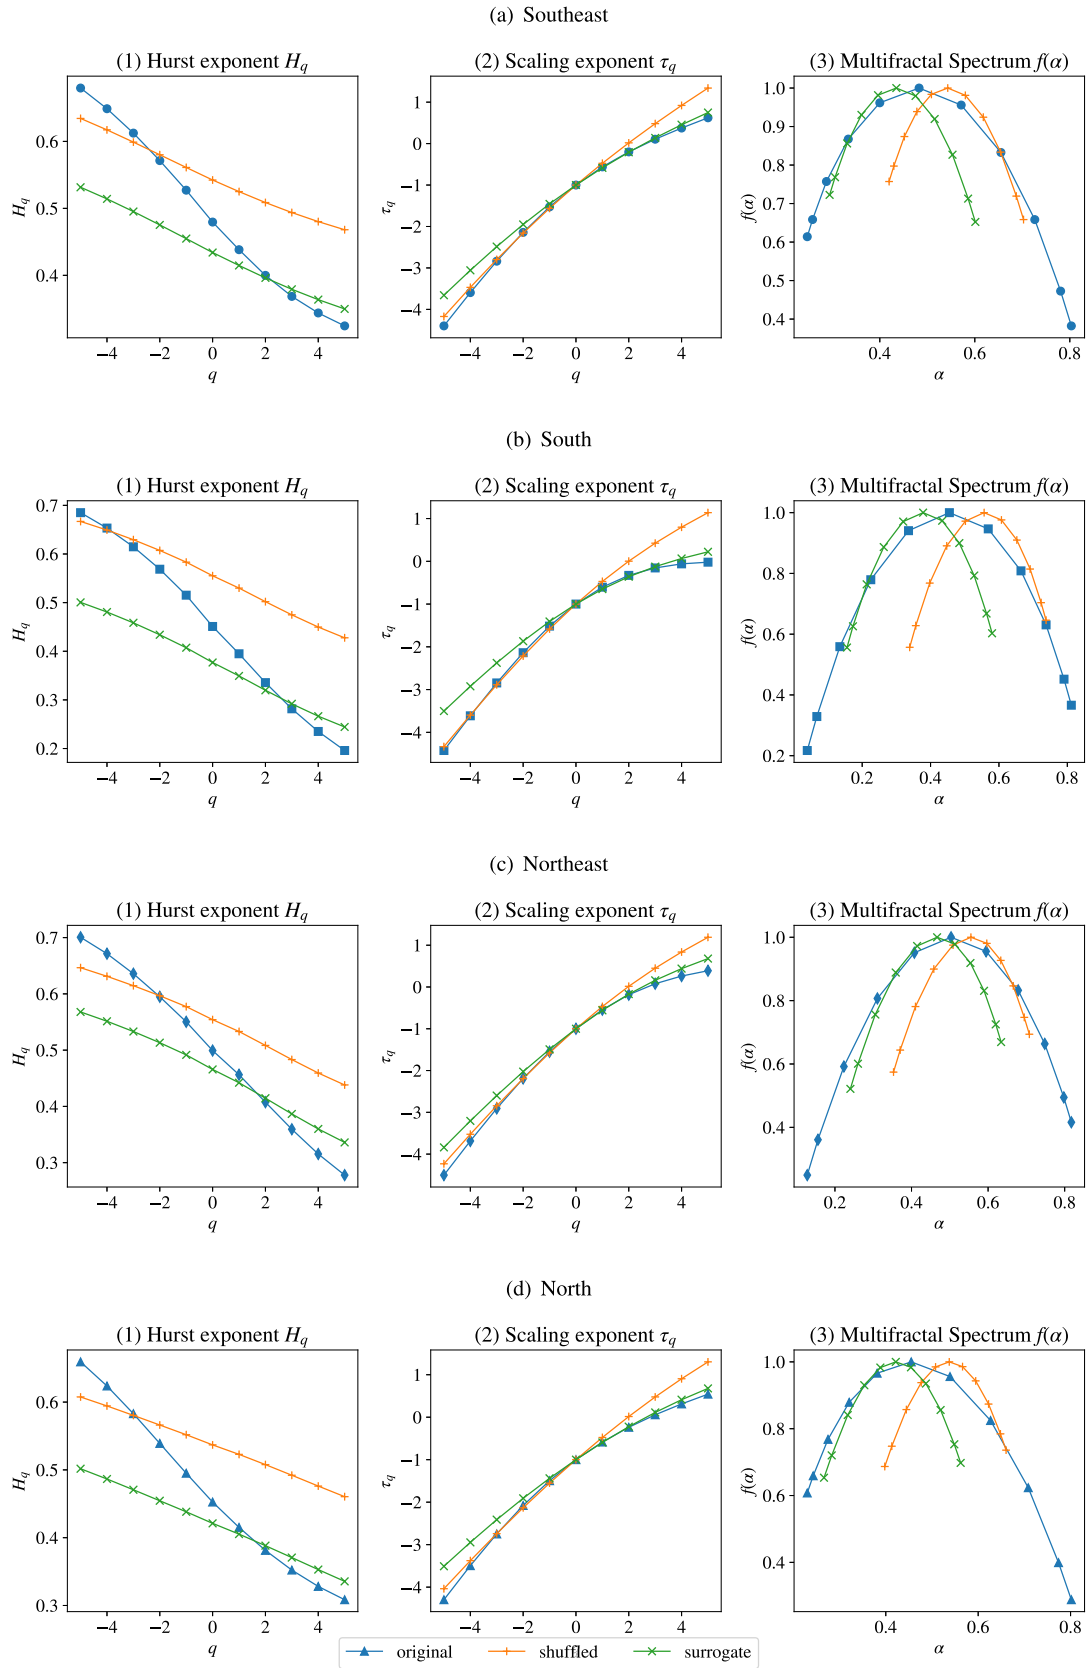 (a) Southeast
(1) Hurst exponent H_q
(2) Scaling exponent τ_q
(3) Multifractal Spectrum f(α)
H_q
0.6
0.5
0.4
−4 −2 0 2 4
q
τ_q
1
0
−1
−2
−3
−4
−4 −2 0 2 4
q
f(α)
1.0
0.9
0.8
0.7
0.6
0.5
0.4
0.4 0.6 0.8
α
(b) South
(1) Hurst exponent H_q
(2) Scaling exponent τ_q
(3) Multifractal Spectrum f(α)
H_q
0.7
0.6
0.5
0.4
0.3
0.2
−4 −2 0 2 4
q
τ_q
1
0
−1
−2
−3
−4
−4 −2 0 2 4
q
f(α)
1.0
0.8
0.6
0.4
0.2
0.2 0.4 0.6 0.8
α
(c) Northeast
(1) Hurst exponent H_q
(2) Scaling exponent τ_q
(3) Multifractal Spectrum f(α)
H_q
0.7
0.6
0.5
0.4
0.3
−4 −2 0 2 4
q
τ_q
1
0
−1
−2
−3
−4
−4 −2 0 2 4
q
f(α)
1.0
0.8
0.6
0.4
0.2 0.4 0.6 0.8
α
(d) North
(1) Hurst exponent H_q
(2) Scaling exponent τ_q
(3) Multifractal Spectrum f(α)
H_q
0.6
0.5
0.4
0.3
−4 −2 0 2 4
q
τ_q
1
0
−1
−2
−3
−4
−4 −2 0 2 4
q
f(α)
1.0
0.8
0.6
0.4
0.4 0.6 0.8
α
original shuffled surrogate